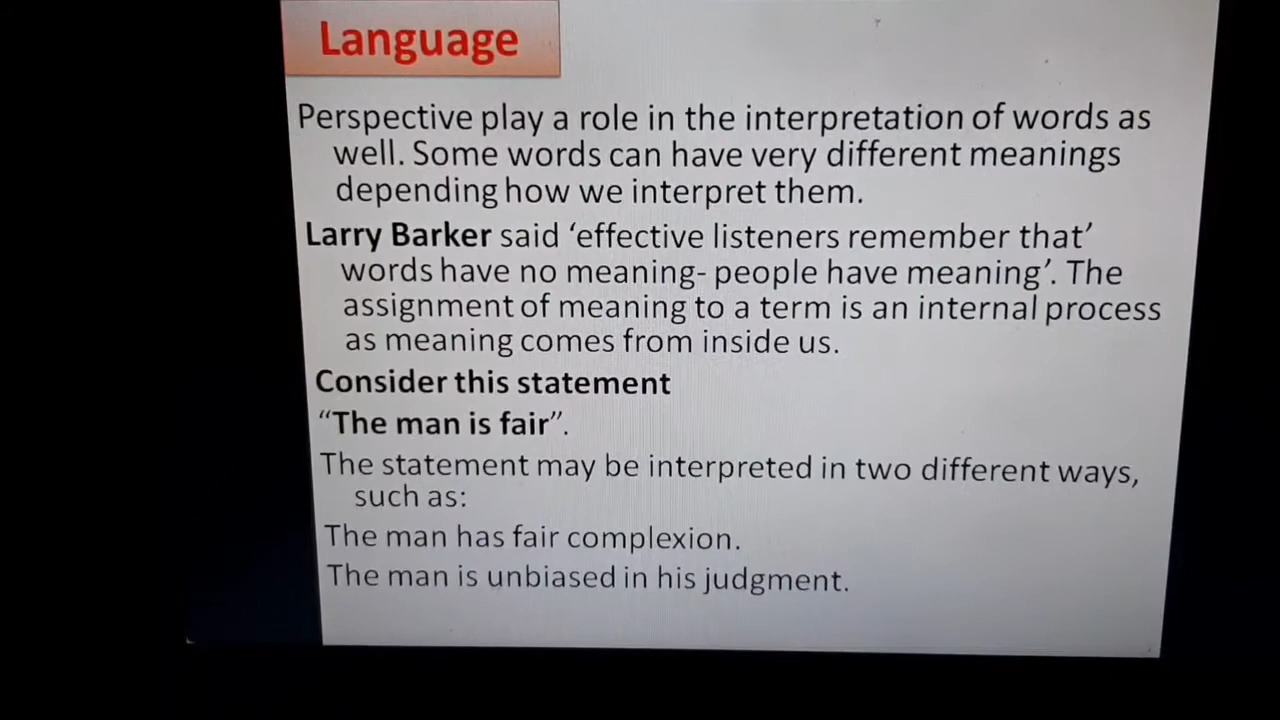 Language
Perspective play a role in the interpretation of words as
well. Some words can have very different meanings
depending how we interpret them.
Larry Barker said ‘effective listeners remember that’
words have no meaning- people have meaning’. The
assignment of meaning to a term is an internal process
as meaning comes from inside us.
Consider this statement
“The man is fair”.
The statement may be interpreted in two different ways,
such as:
The man has fair complexion.
The man is unbiased in his judgment.